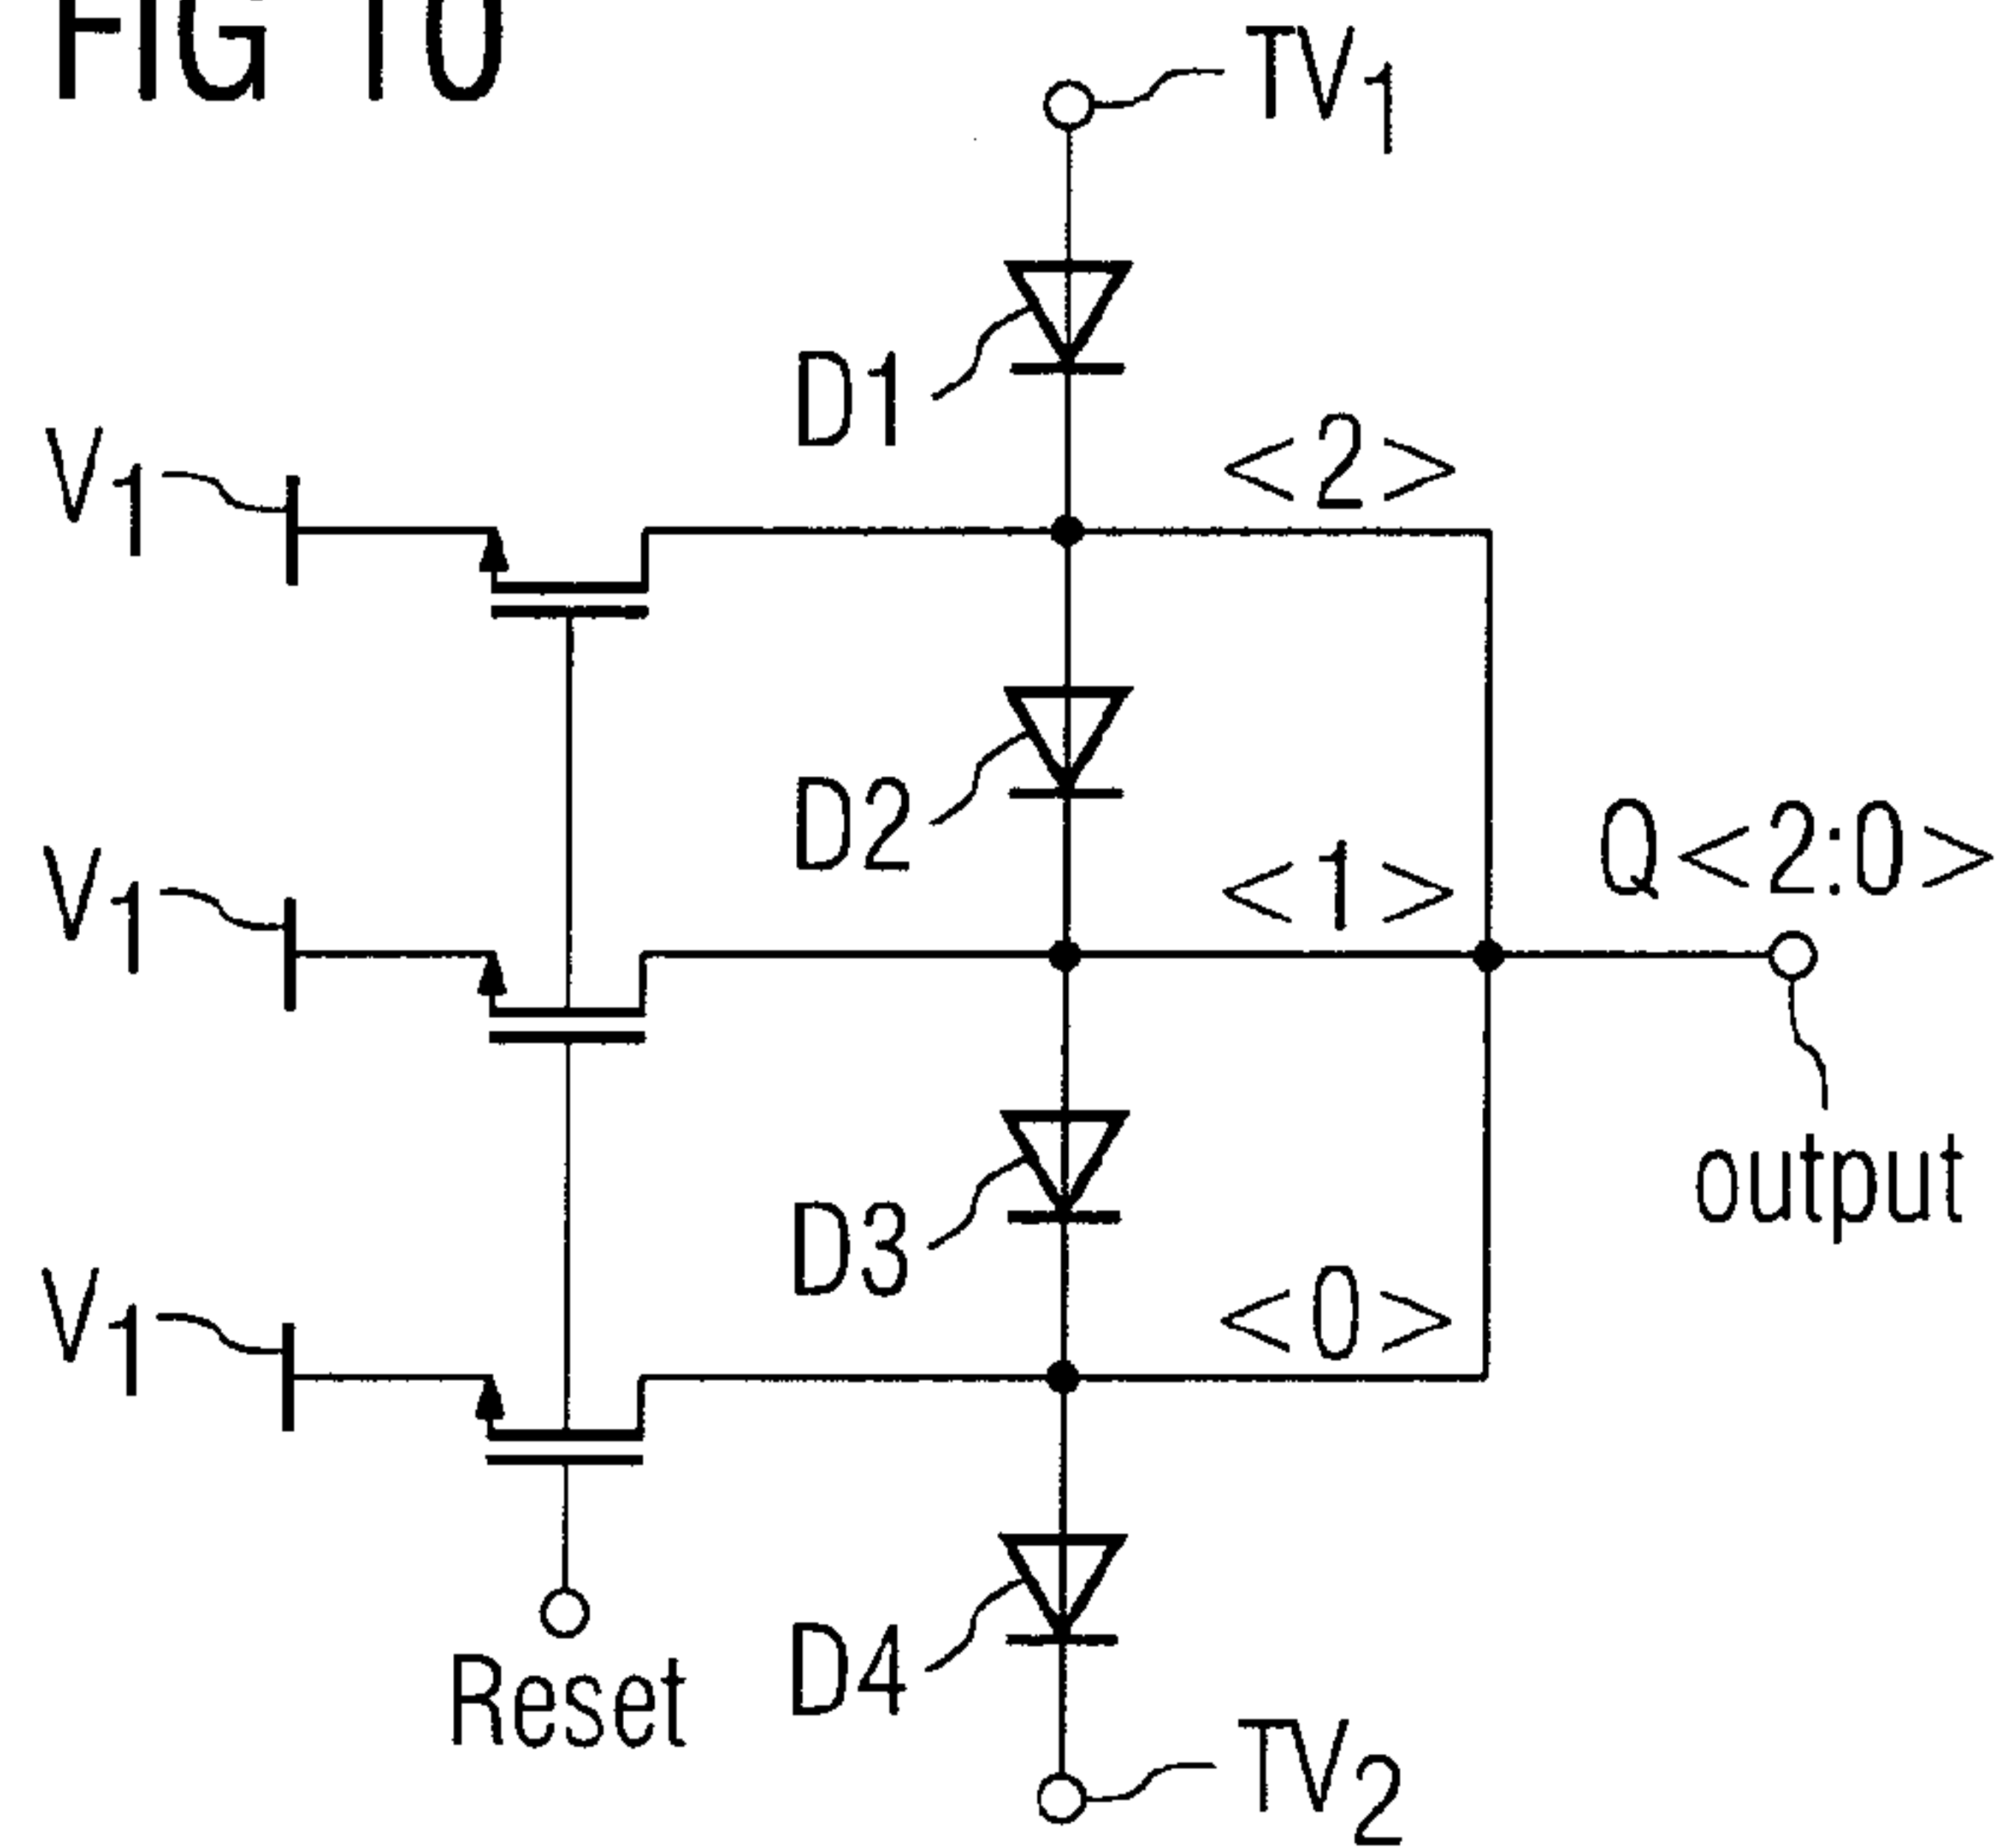 FIG 10
TV1
D1
V1
<2>
D2
V1
<1>
Q<2:0>
output
D3
V1
<0>
D4
Reset
TV2